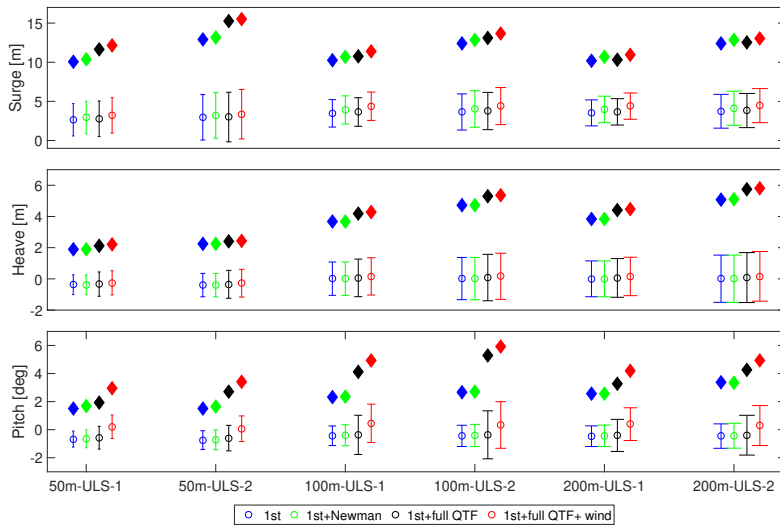 15
10
5
0
Surge [m]
6
4
2
0
-2
Heave [m]
6
4
2
0
-2
Pitch [deg]
50m-ULS-1 50m-ULS-2 100m-ULS-1 100m-ULS-2 200m-ULS-1 200m-ULS-2
1st 1st+Newman 1st+full QTF 1st+full QTF+ wind